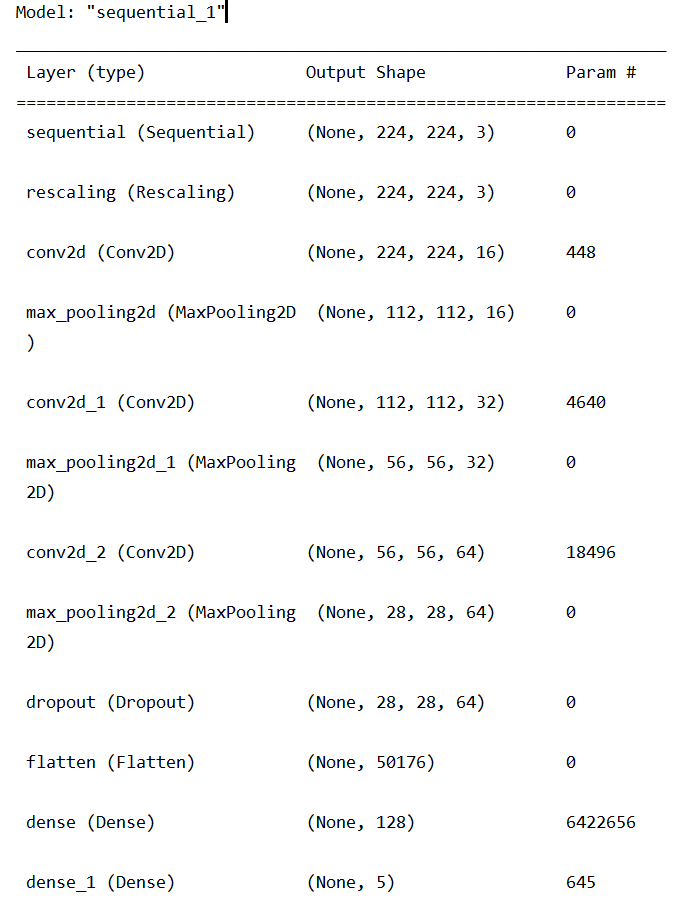 Model: "sequential_1"
Layer (type) Output Shape Param #
=================================================================
sequential (Sequential) (None, 224, 224, 3) 0
rescaling (Rescaling) (None, 224, 224, 3) 0
conv2d (Conv2D) (None, 224, 224, 16) 448
max_pooling2d (MaxPooling2D (None, 112, 112, 16) 0
)
conv2d_1 (Conv2D) (None, 112, 112, 32) 4640
max_pooling2d_1 (MaxPooling (None, 56, 56, 32) 0
2D)
conv2d_2 (Conv2D) (None, 56, 56, 64) 18496
max_pooling2d_2 (MaxPooling (None, 28, 28, 64) 0
2D)
dropout (Dropout) (None, 28, 28, 64) 0
flatten (Flatten) (None, 50176) 0
dense (Dense) (None, 128) 6422656
dense_1 (Dense) (None, 5) 645